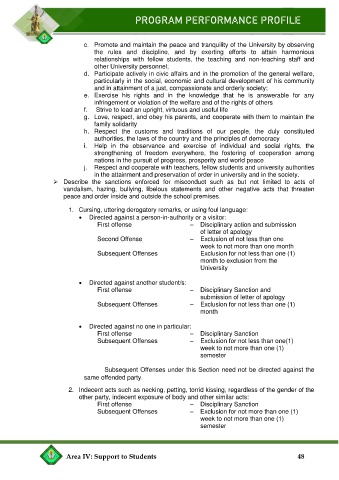 PROGRAM PERFORMANCE PROFILE
c. Promote and maintain the peace and tranquility of the University by observing
the rules and discipline, and by exerting efforts to attain harmonious
relationships with fellow students, the teaching and non-teaching staff and
other University personnel;
d. Participate actively in civic affairs and in the promotion of the general welfare,
particularly in the social, economic and cultural development of his community
and in attainment of a just, compassionate and orderly society;
e. Exercise his rights and in the knowledge that he is answerable for any
infringement or violation of the welfare and of the rights of others
f. Strive to lead an upright, virtuous and useful life
g. Love, respect, and obey his parents, and cooperate with them to maintain the
family solidarity
h. Respect the customs and traditions of our people, the duly constituted
authorities, the laws of the country and the principles of democracy
i. Help in the observance and exercise of individual and social rights, the
strengthening of freedom everywhere, the fostering of cooperation among
nations in the pursuit of progress, prosperity and world peace
j. Respect and cooperate with teachers, fellow students and university authorities
in the attainment and preservation of order in university and in the society.
➢ Describe the sanctions enforced for misconduct such as but not limited to acts of
vandalism, hazing, bullying, libelous statements and other negative acts that threaten
peace and order inside and outside the school premises.
1. Cursing, uttering derogatory remarks, or using foul language:
• Directed against a person-in-authority or a visitor:
First offense – Disciplinary action and submission
of letter of apology
Second Offense – Exclusion of not less than one
week to not more than one month
Subsequent Offenses Exclusion for not less than one (1)
month to exclusion from the
University
• Directed against another student/s:
First offense – Disciplinary Sanction and
submission of letter of apology
Subsequent Offenses – Exclusion for not less than one (1)
month
• Directed against no one in particular:
First offense – Disciplinary Sanction
Subsequent Offenses – Exclusion for not less than one(1)
week to not more than one (1)
semester
Subsequent Offenses under this Section need not be directed against the
same offended party.
2. Indecent acts such as necking, petting, torrid kissing, regardless of the gender of the
other party, indecent exposure of body and other similar acts:
First offense – Disciplinary Sanction
Subsequent Offenses – Exclusion for not more than one (1)
week to not more than one (1)
semester
Area IV: Support to Students 48